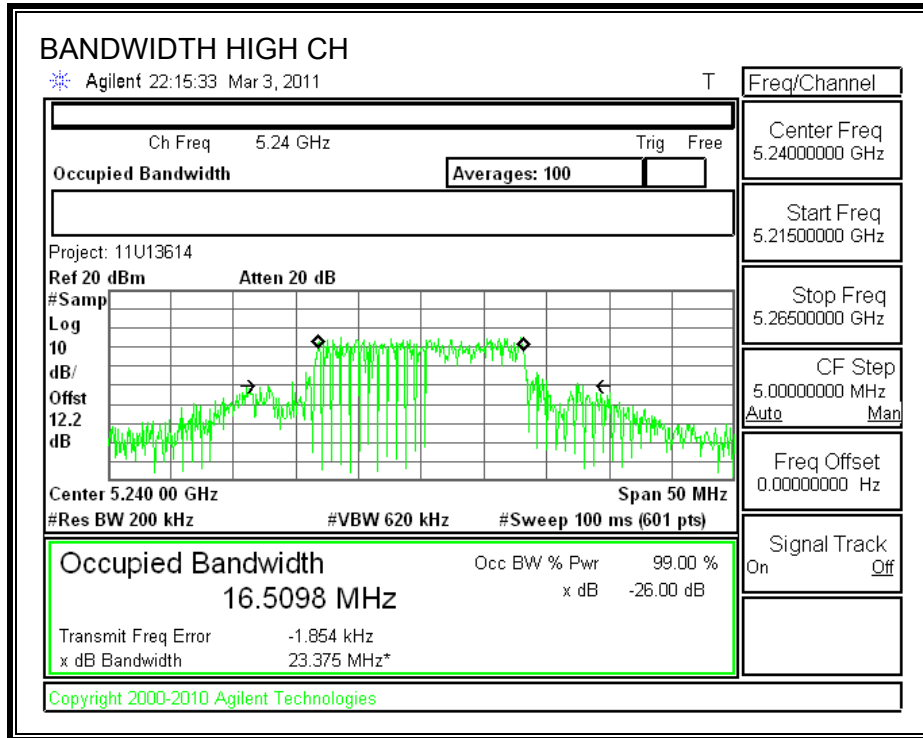 BANDWIDTH HIGH CH
Agilent 22:15:33 Mar 3, 2011 T
Freq/Channel
Ch Freq 5.24 GHz Trig Free
Occupied Bandwidth Averages: 100
Center Freq
5.24000000 GHz
Start Freq
5.21500000 GHz
Stop Freq
5.26500000 GHz
CF Step
5.00000000 MHz
Auto Man
Freq Offset
0.00000000 Hz
Signal Track
On Off
Project: 11U13614
Ref 20 dBm Atten 20 dB
#Samp
Log
10
dB/
Offst
12.2
dB
Center 5.240 00 GHz Span 50 MHz
#Res BW 200 kHz #VBW 620 kHz #Sweep 100 ms (601 pts)
Occupied Bandwidth Occ BW % Pwr 99.00 %
16.5098 MHz x dB -26.00 dB
Transmit Freq Error -1.854 kHz
x dB Bandwidth 23.375 MHz*
Copyright 2000-2010 Agilent Technologies